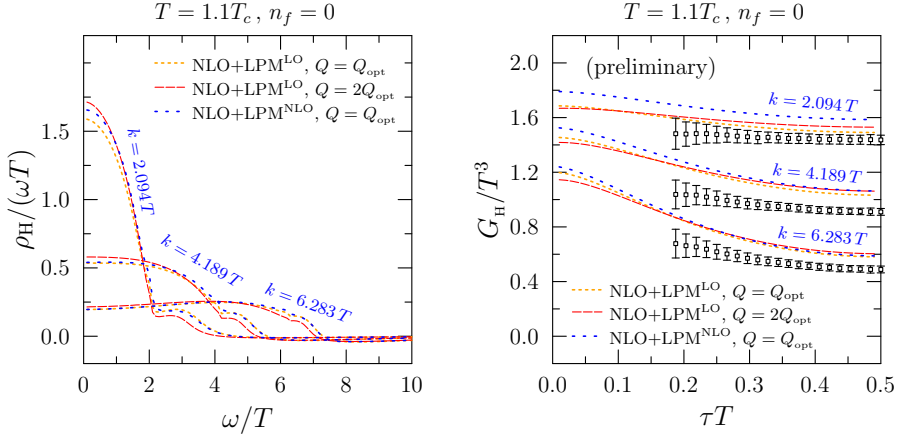 T = 1.1T_c , n_f = 0
NLO+LPM^LO, Q = Q_opt
NLO+LPM^LO, Q = 2Q_opt
NLO+LPM^NLO, Q = Q_opt
k = 2.094 T
k = 4.189 T
k = 6.283 T
ρ_H/(ωT)
0.0
0.5
1.0
1.5
2.0
0
2
4
6
8
10
ω/T
T = 1.1T_c , n_f = 0
(preliminary)
k = 2.094 T
k = 4.189 T
k = 6.283 T
NLO+LPM^LO, Q = Q_opt
NLO+LPM^LO, Q = 2Q_opt
NLO+LPM^NLO, Q = Q_opt
G_H/T^3
2.0
1.6
1.2
0.8
0.4
0.0
0.0
0.1
0.2
0.3
0.4
0.5
τT